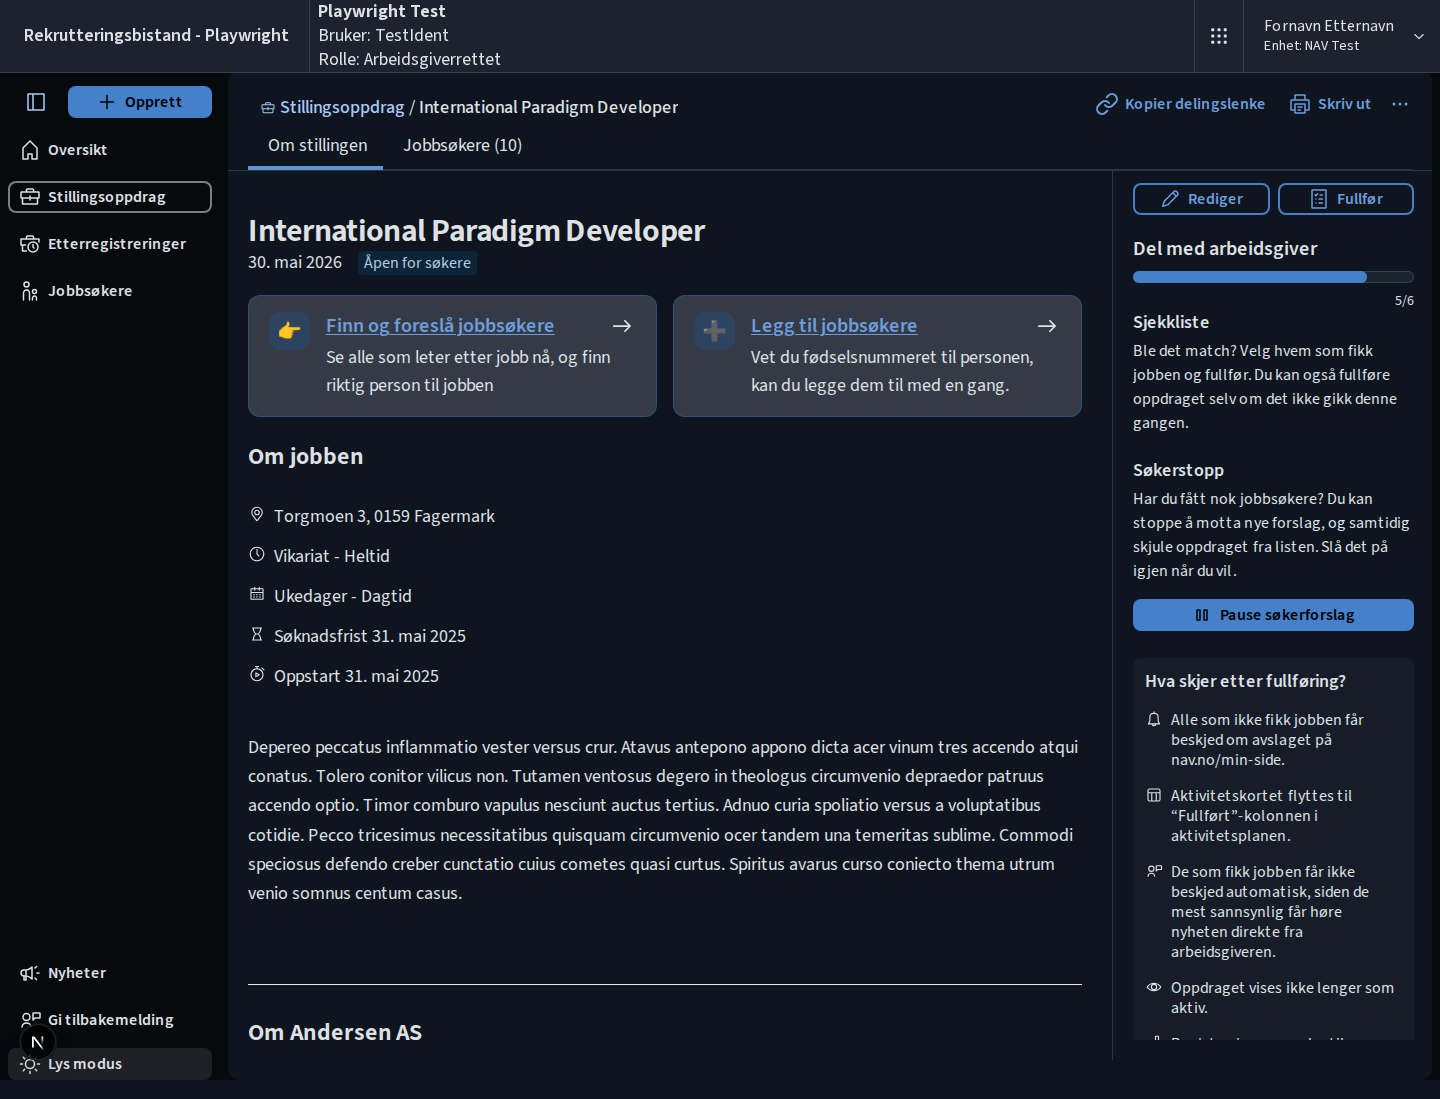 Rekrutteringsbistand - Playwright
Playwright Test
Bruker: TestIdent
Rolle: Arbeidsgiverrettet
Fornavn Etternavn
Enhet: NAV Test
Opprett
Oversikt
Stillingsoppdrag
Etterregistreringer
Jobbsøkere
Nyheter
Gi tilbakemelding
N
Lys modus
Stillingsoppdrag / International Paradigm Developer
Kopier delingslenke
Skriv ut
Om stillingen
Jobbsøkere (10)
International Paradigm Developer
30. mai 2026
Åpen for søkere
Finn og foreslå jobbsøkere
Se alle som leter etter jobb nå, og finn
riktig person til jobben
Legg til jobbsøkere
Vet du fødselsnummeret til personen,
kan du legge dem til med en gang.
Om jobben
Torgmoen 3, 0159 Fagermark
Vikariat - Heltid
Ukedager - Dagtid
Søknadsfrist 31. mai 2025
Oppstart 31. mai 2025
Depereo peccatus inflammatio vester versus crur. Atavus antepono appono dicta acer vinum tres accendo atqui
conatus. Tolero conitor vilicus non. Tutamen ventosus degero in theologus circumvenio depraedor patruus
accendo optio. Timor comburo vapulus nesciunt auctus tertius. Adnuo curia spoliatio versus a voluptatibus
cotidie. Pecco tricesimus necessitatibus quisquam circumvenio ocer tandem una temeritas sublime. Commodi
speciosus defendo creber cunctatio cuius cometes quasi curtus. Spiritus avarus curso coniecto thema utrum
venio somnus centum casus.
Om Andersen AS
Rediger
Fullfør
Del med arbeidsgiver
5/6
Sjekkliste
Ble det match? Velg hvem som fikk
jobben og fullfør. Du kan også fullføre
oppdraget selv om det ikke gikk denne
gangen.
Søkerstopp
Har du fått nok jobbsøkere? Du kan
stoppe å motta nye forslag, og samtidig
skjule oppdraget fra listen. Slå det på
igjen når du vil.
Pause søkerforslag
Hva skjer etter fullføring?
Alle som ikke fikk jobben får
beskjed om avslaget på
nav.no/min-side.
Aktivitetskortet flyttes til
“Fullført”-kolonnen i
aktivitetsplanen.
De som fikk jobben får ikke
beskjed automatisk, siden de
mest sannsynlig får høre
nyheten direkte fra
arbeidsgiveren.
Oppdraget vises ikke lenger som
aktiv.